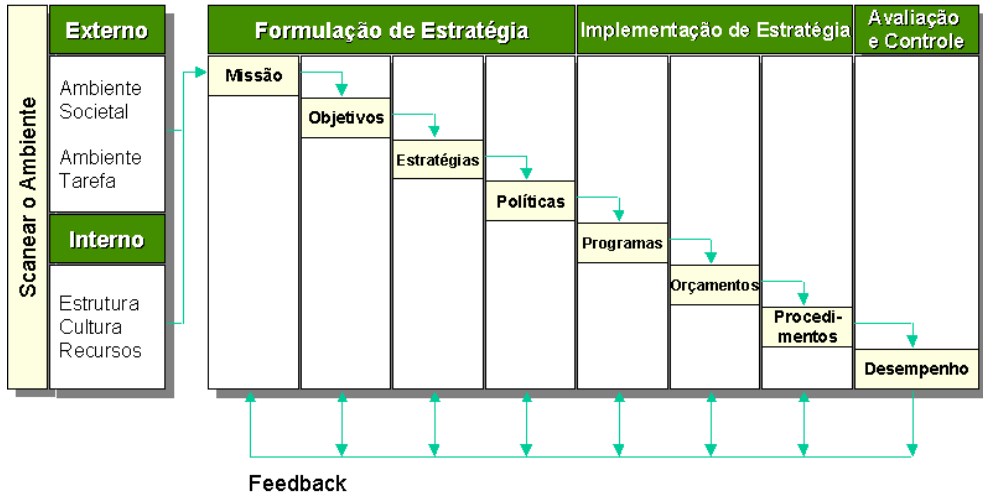 Scanear o Ambiente
Externo
Ambiente
Societal
Ambiente
Tarefa
Interno
Estrutura
Cultura
Recursos
Formulação de Estratégia
Implementação de Estratégia
Avaliação
e Controle
Missão
Objetivos
Estratégias
Políticas
Programas
Orçamentos
Procedi-
mentos
Desempenho
Feedback